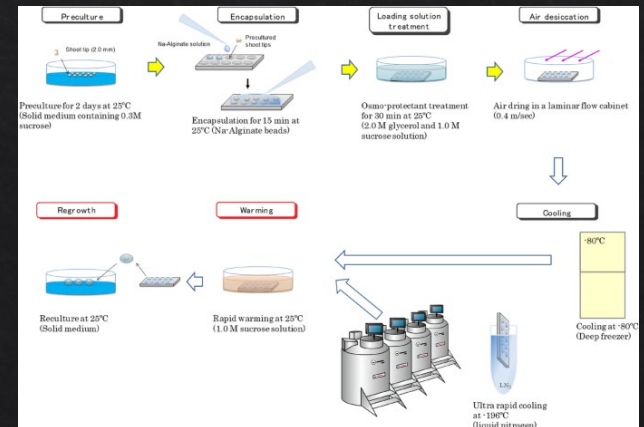 Preculture
Shoot tip (2.0 mm)
Preculture for 2 days at 25°C
(Solid medium containing 0.3M
sucrose)
Encapsulation
Na-Alginate solution
Precultured
shoot tips
Encapsulation for 15 min at
25°C (Na-Alginate beads)
Loading solution
treatment
Osmo-protectant treatment
for 30 min at 25°C
(2.0 M glycerol and 1.0 M
sucrose solution)
Air desiccation
Air dring in a laminar flow cabinet
(0.4 m/sec)
Cooling
-80°C
Cooling at -80°C
(Deep freezer)
LN₂
Ultra rapid cooling
at -196°C
(liquid nitrogen)
Warming
Rapid warming at 25°C
(1.0 M sucrose solution)
Regrowth
Reculture at 25°C
(Solid medium)